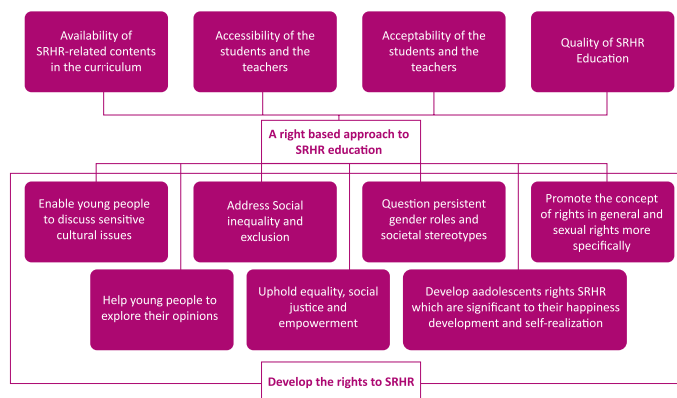 Availability of
SRHR-related contents
in the curriculum
Accessibility of the
students and the
teachers
Acceptability of the
students and the
teachers
Quality of SRHR
Education
A right based approach to
SRHR education
Enable young people
to discuss sensitive
cultural issues
Address Social
inequality and
exclusion
Question persistent
gender roles and
societal stereotypes
Promote the concept
of rights in general and
sexual rights more
specifically
Help young people to
explore their opinions
Uphold equality, social
justice and
empowerment
Develop aadolescents rights SRHR
which are significant to their happiness
development and self-realization
Develop the rights to SRHR